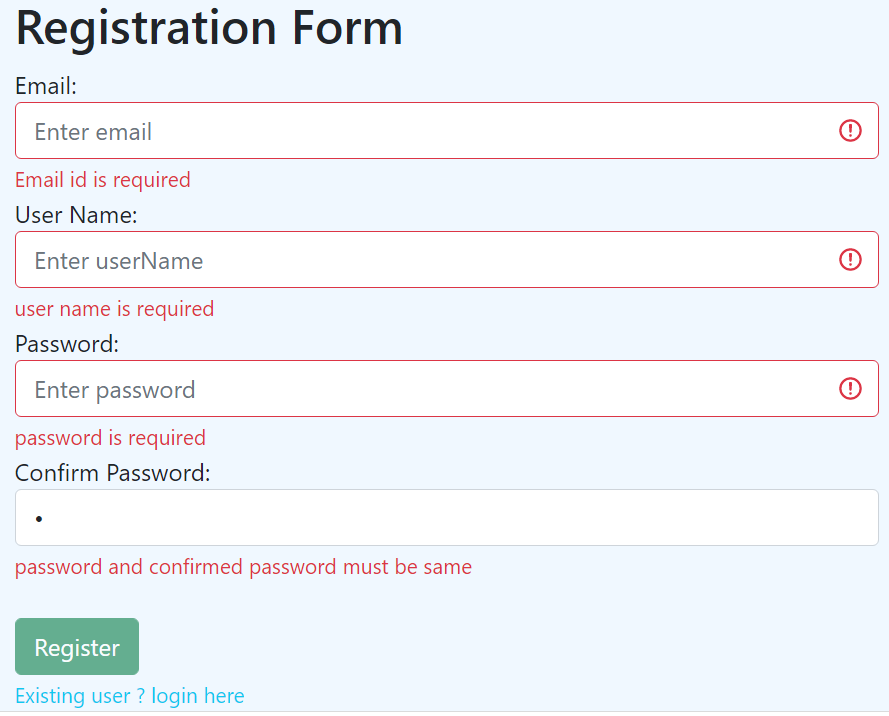 Registration Form
Email:
Enter email
Email id is required
User Name:
Enter userName
user name is required
Password:
Enter password
password is required
Confirm Password:
•
password and confirmed password must be same
Register
Existing user ? login here